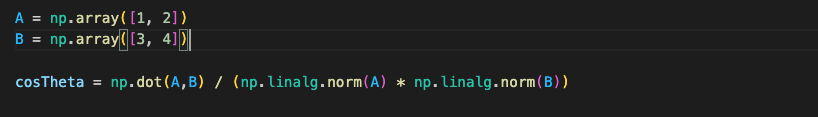 A = np.array([1, 2])
B = np.array([3, 4])
cosTheta = np.dot(A,B) / (np.linalg.norm(A) * np.linalg.norm(B))